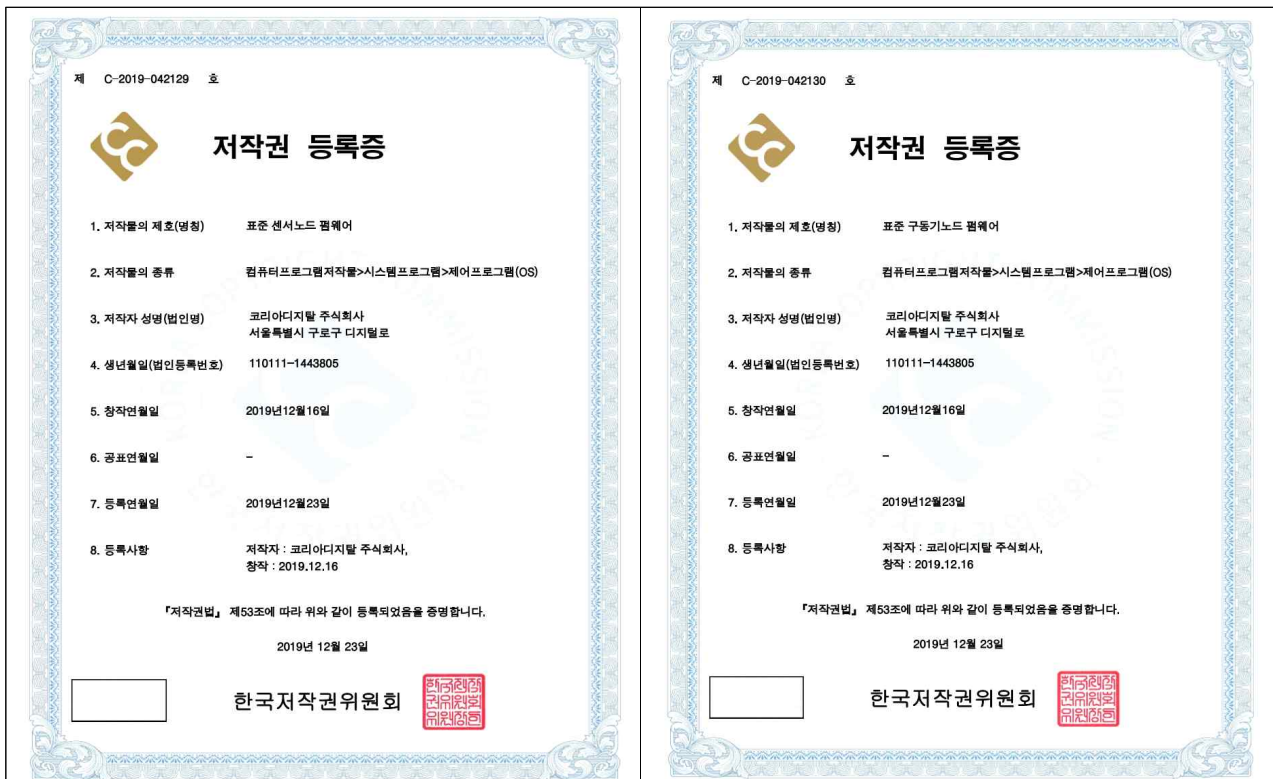 제 C-2019-042129 호
저작권 등록증
1. 저작물의 제호(명칭) 표준 센서노드 펌웨어
2. 저작물의 종류 컴퓨터프로그램저작물>시스템프로그램>제어프로그램(OS)
3. 저작자 성명(법인명) 코리아디지탈 주식회사
서울특별시 구로구 디지털로
4. 생년월일(법인등록번호) 110111-1443805
5. 창작연월일 2019년12월16일
6. 공표연월일 -
7. 등록연월일 2019년12월23일
8. 등록사항 저작자 : 코리아디지탈 주식회사,
창작 : 2019.12.16
『저작권법』 제53조에 따라 위와 같이 등록되었음을 증명합니다.
2019년 12월 23일
한국저작권위원회
제 C-2019-042130 호
저작권 등록증
1. 저작물의 제호(명칭) 표준 구동기노드 펌웨어
2. 저작물의 종류 컴퓨터프로그램저작물>시스템프로그램>제어프로그램(OS)
3. 저작자 성명(법인명) 코리아디지탈 주식회사
서울특별시 구로구 디지털로
4. 생년월일(법인등록번호) 110111-1443805
5. 창작연월일 2019년12월16일
6. 공표연월일 -
7. 등록연월일 2019년12월23일
8. 등록사항 저작자 : 코리아디지탈 주식회사,
창작 : 2019.12.16
『저작권법』 제53조에 따라 위와 같이 등록되었음을 증명합니다.
2019년 12월 23일
한국저작권위원회